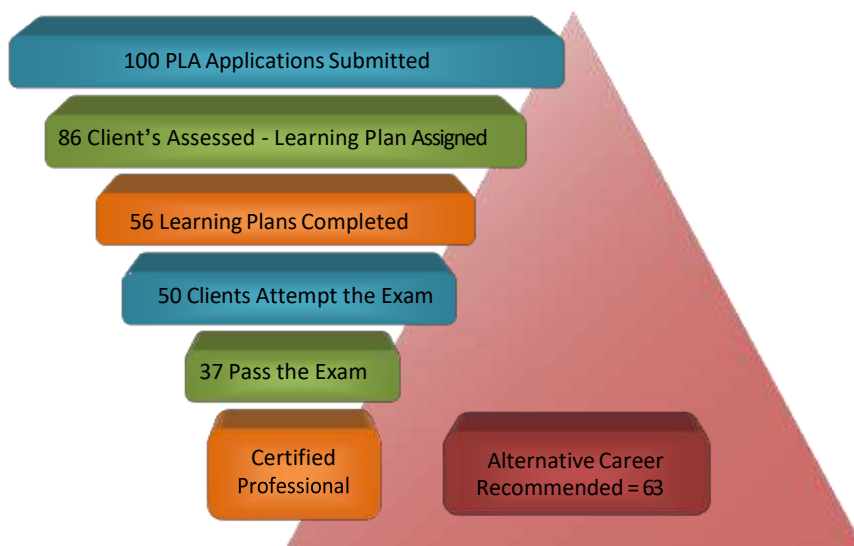 100 PLA Applications Submitted
86 Client’s Assessed - Learning Plan Assigned
56 Learning Plans Completed
50 Clients Attempt the Exam
37 Pass the Exam
Certified
Professional
Alternative Career
Recommended = 63